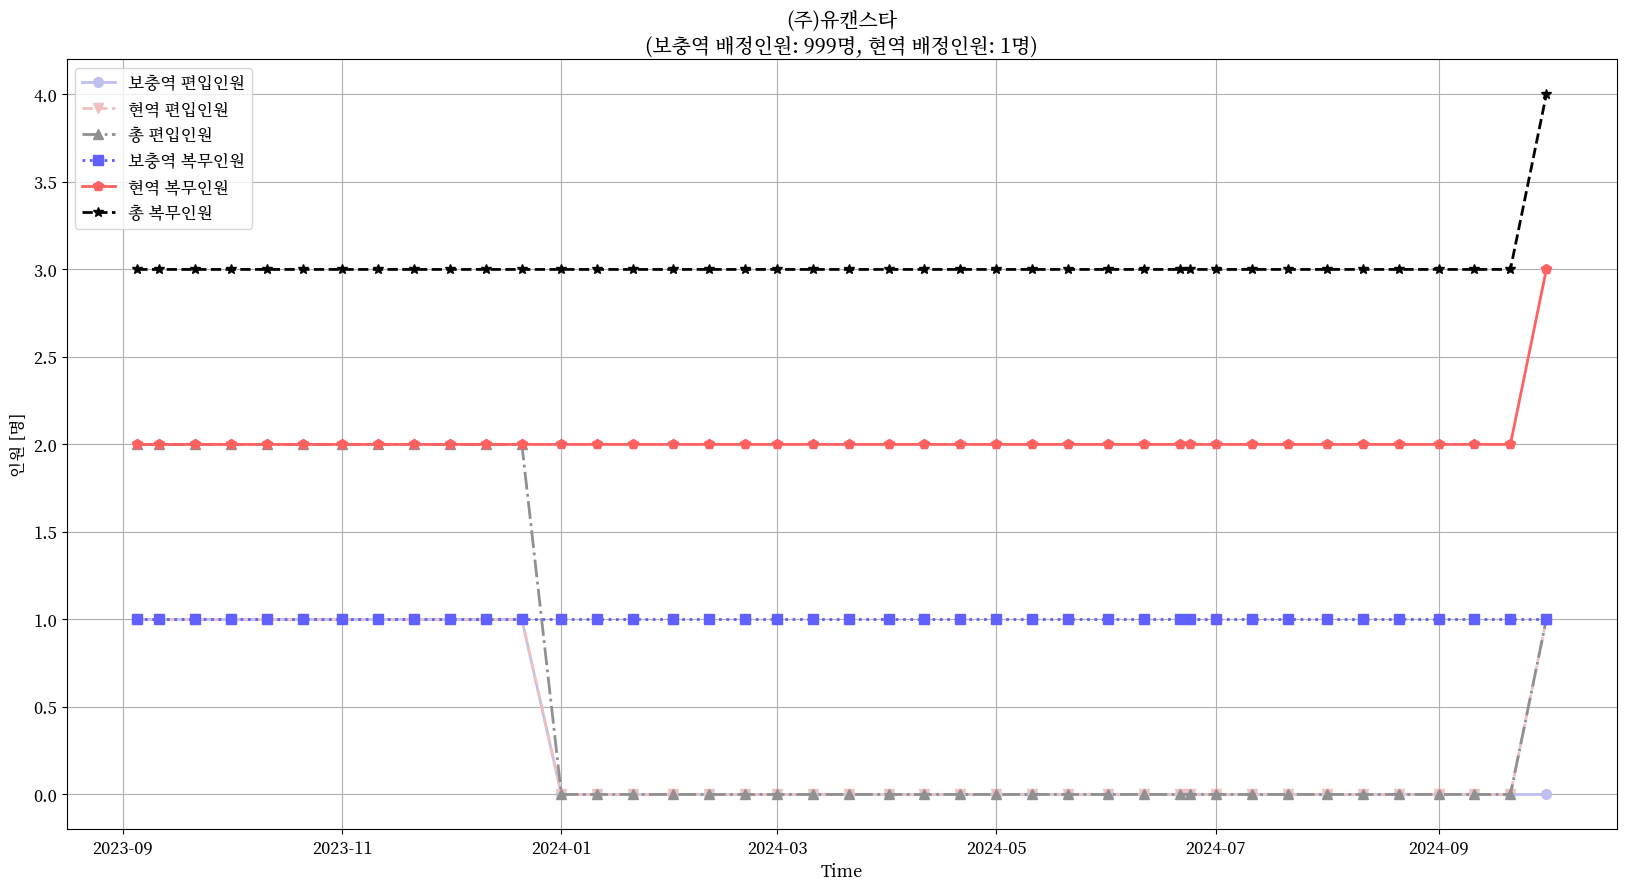 (주)유캔스타
(보충역 배정인원: 999명, 현역 배정인원: 1명)
보충역 편입인원
현역 편입인원
총 편입인원
보충역 복무인원
현역 복무인원
총 복무인원
4.0
3.5
3.0
2.5
2.0
1.5
1.0
0.5
0.0
인원 [명]
2023-09
2023-11
2024-01
2024-03
2024-05
2024-07
2024-09
Time